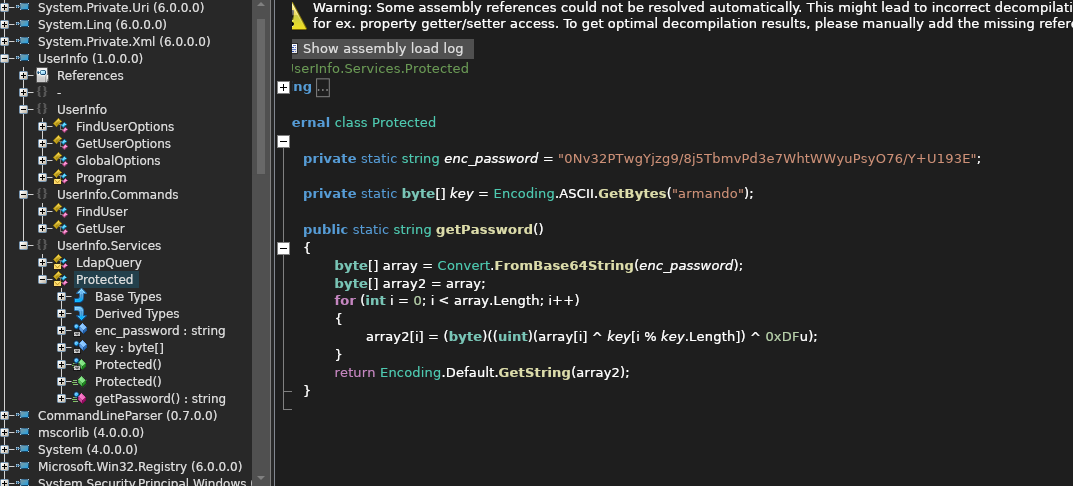 System.Private.Uri (6.0.0.0)
System.Linq (6.0.0.0)
System.Private.Xml (6.0.0.0)
UserInfo (1.0.0.0)
References
-
UserInfo
FindUserOptions
GetUserOptions
GlobalOptions
Program
UserInfo.Commands
FindUser
GetUser
UserInfo.Services
LdapQuery
Protected
Base Types
Derived Types
enc_password : string
key : byte[]
Protected()
Protected()
getPassword() : string
CommandLineParser (0.7.0.0)
mscorlib (4.0.0.0)
System (4.0.0.0)
Microsoft.Win32.Registry (6.0.0.0)
System.Security.Principal.Windows
Warning: Some assembly references could not be resolved automatically. This might lead to incorrect decompilati
for ex. property getter/setter access. To get optimal decompilation results, please manually add the missing refer
Show assembly load log
UserInfo.Services.Protected
ng ...
ernal class Protected
private static string enc_password = "0Nv32PTwgYjzg9/8j5TbmvPd3e7WhtWWyuPsyO76/Y+U193E";
private static byte[] key = Encoding.ASCII.GetBytes("armando");
public static string getPassword()
{
byte[] array = Convert.FromBase64String(enc_password);
byte[] array2 = array;
for (int i = 0; i < array.Length; i++)
{
array2[i] = (byte)((uint)(array[i] ^ key[i % key.Length]) ^ 0xDFu);
}
return Encoding.Default.GetString(array2);
}